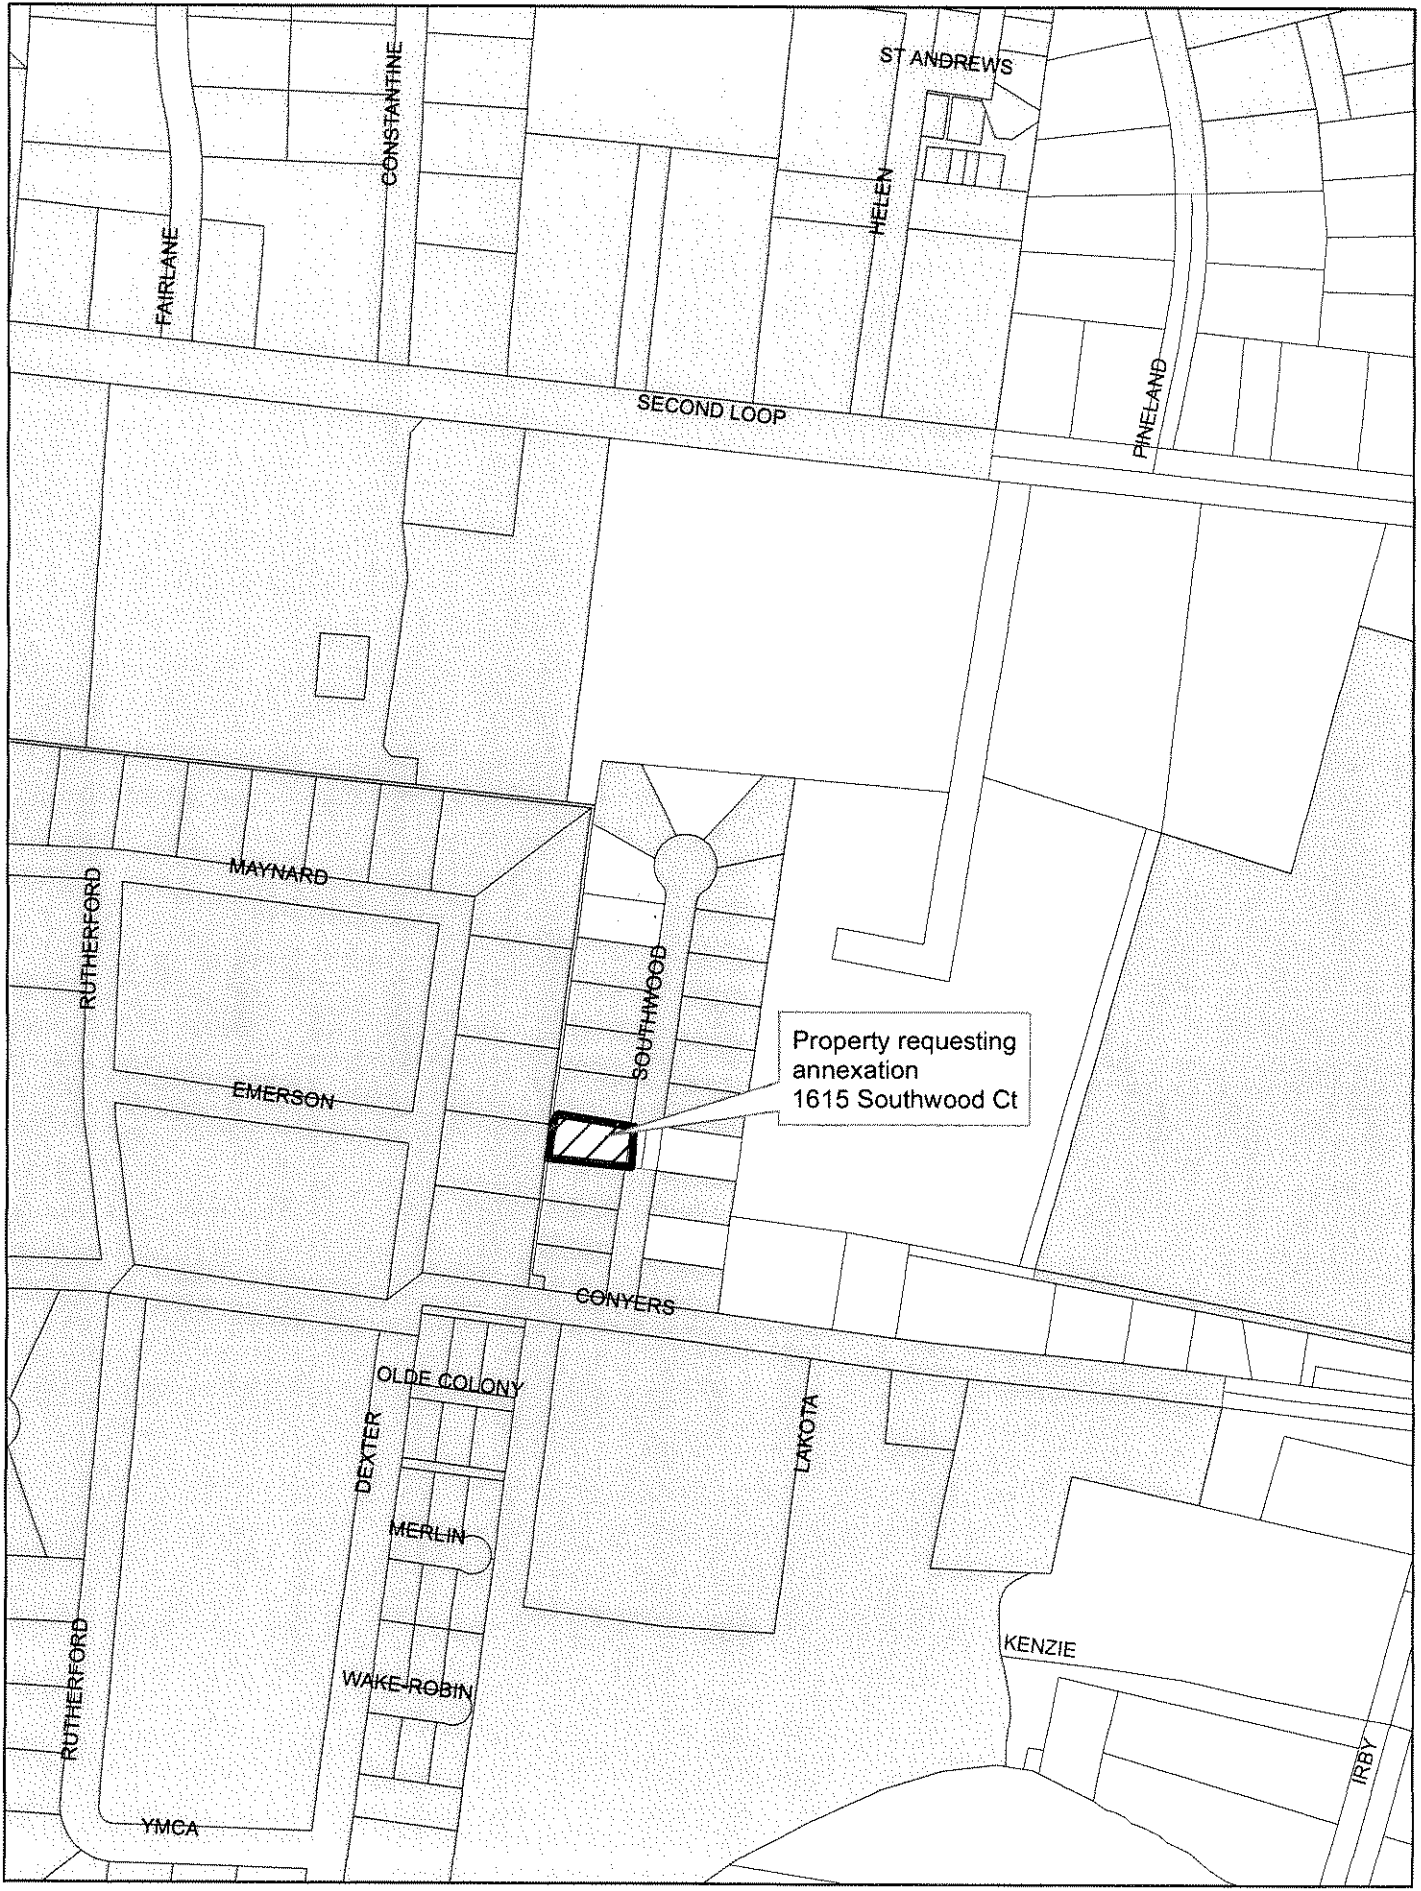 ST ANDREWS
CONSTANTINE
HELEN
FAIRLANE
SECOND LOOP
PINELAND
MAYNARD
RUTHERFORD
SOUTHWOOD
Property requesting
annexation
1615 Southwood Ct
EMERSON
CONYERS
OLDE COLONY
LAKOTA
DEXTER
MERLIN
KENZIE
RUTHERFORD
WAKE-ROBIN
IRBY
YMCA